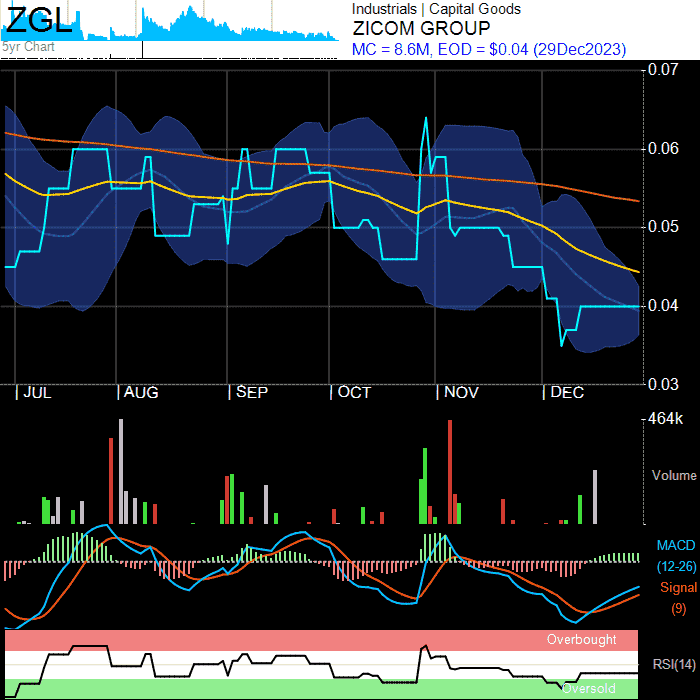 ZGL
5yr Chart
Industrials | Capital Goods
ZICOM GROUP
MC = 8.6M, EOD = $0.04 (29Dec2023)
0.07
0.06
0.05
0.04
0.03
| JUL | AUG | SEP | OCT | NOV | DEC
464k
Volume
MACD
(12-26)
Signal
(9)
Overbought
RSI(14)
Oversold